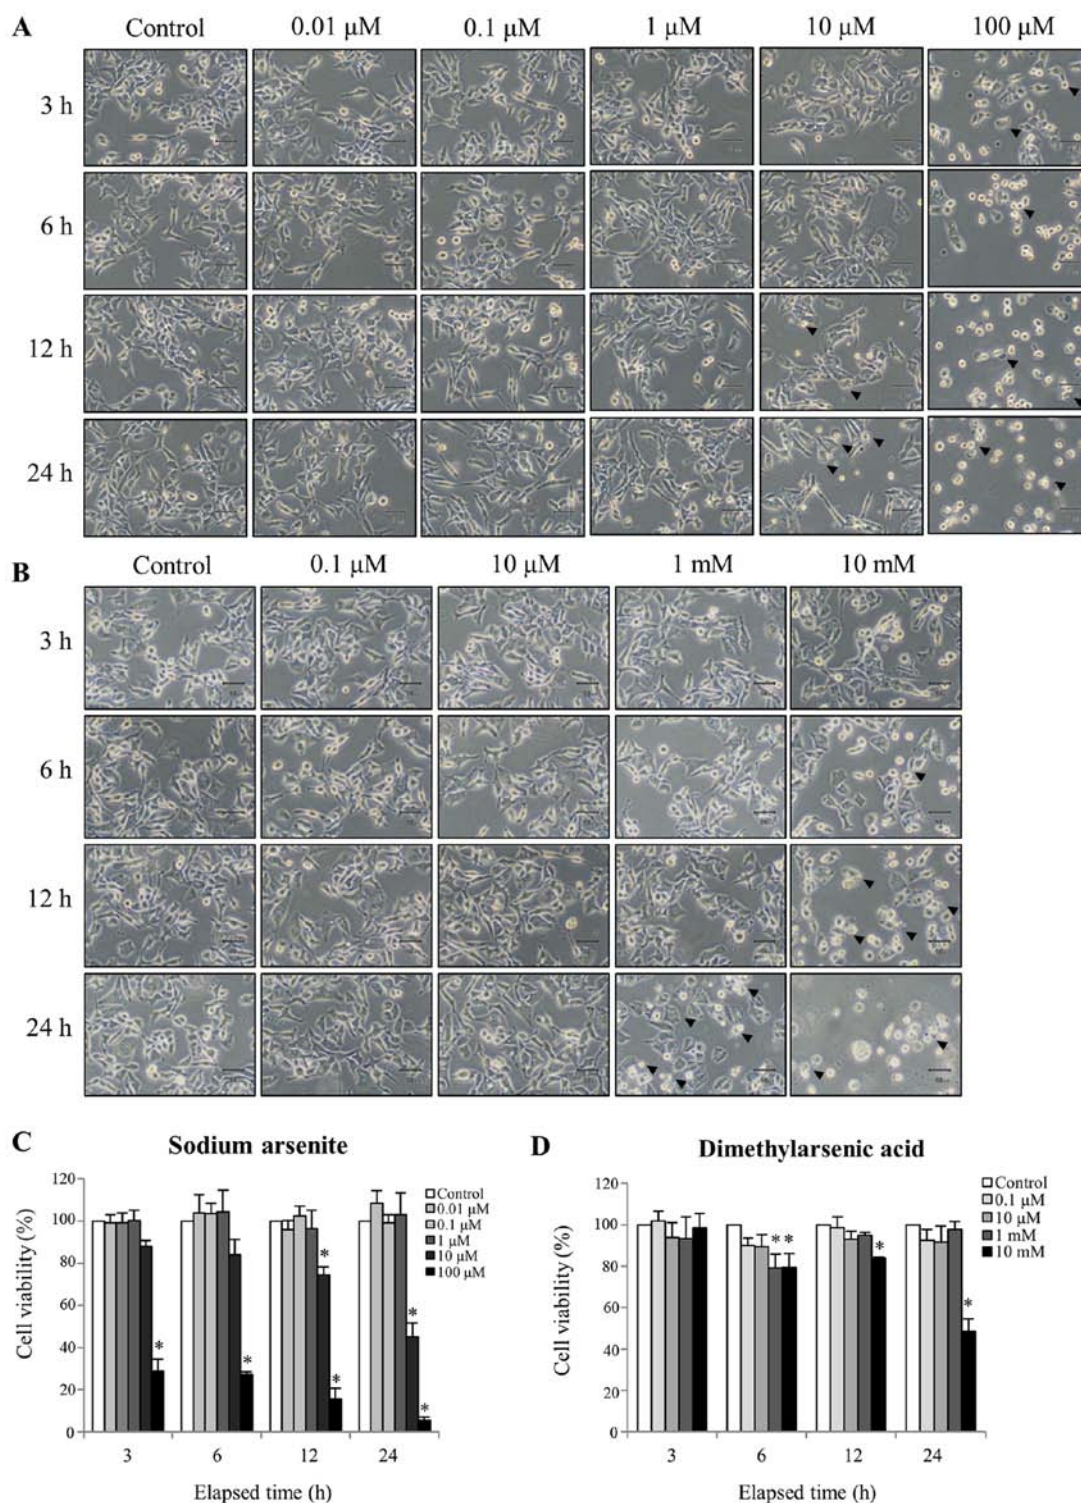 A
Control 0.01 µM 0.1 µM 1 µM 10 µM 100 µM
3 h
6 h
12 h
24 h
B
Control 0.1 µM 10 µM 1 mM 10 mM
3 h
6 h
12 h
24 h
C
Sodium arsenite
Cell viability (%)
120
100
80
60
40
20
0
Control
0.01 µM
0.1 µM
1 µM
10 µM
100 µM
*
*
*
*
*
*
3 6 12 24
Elapsed time (h)
D
Dimethylarsenic acid
Cell viability (%)
120
100
80
60
40
20
0
Control
0.1 µM
10 µM
1 mM
10 mM
* *
*
*
3 6 12 24
Elapsed time (h)